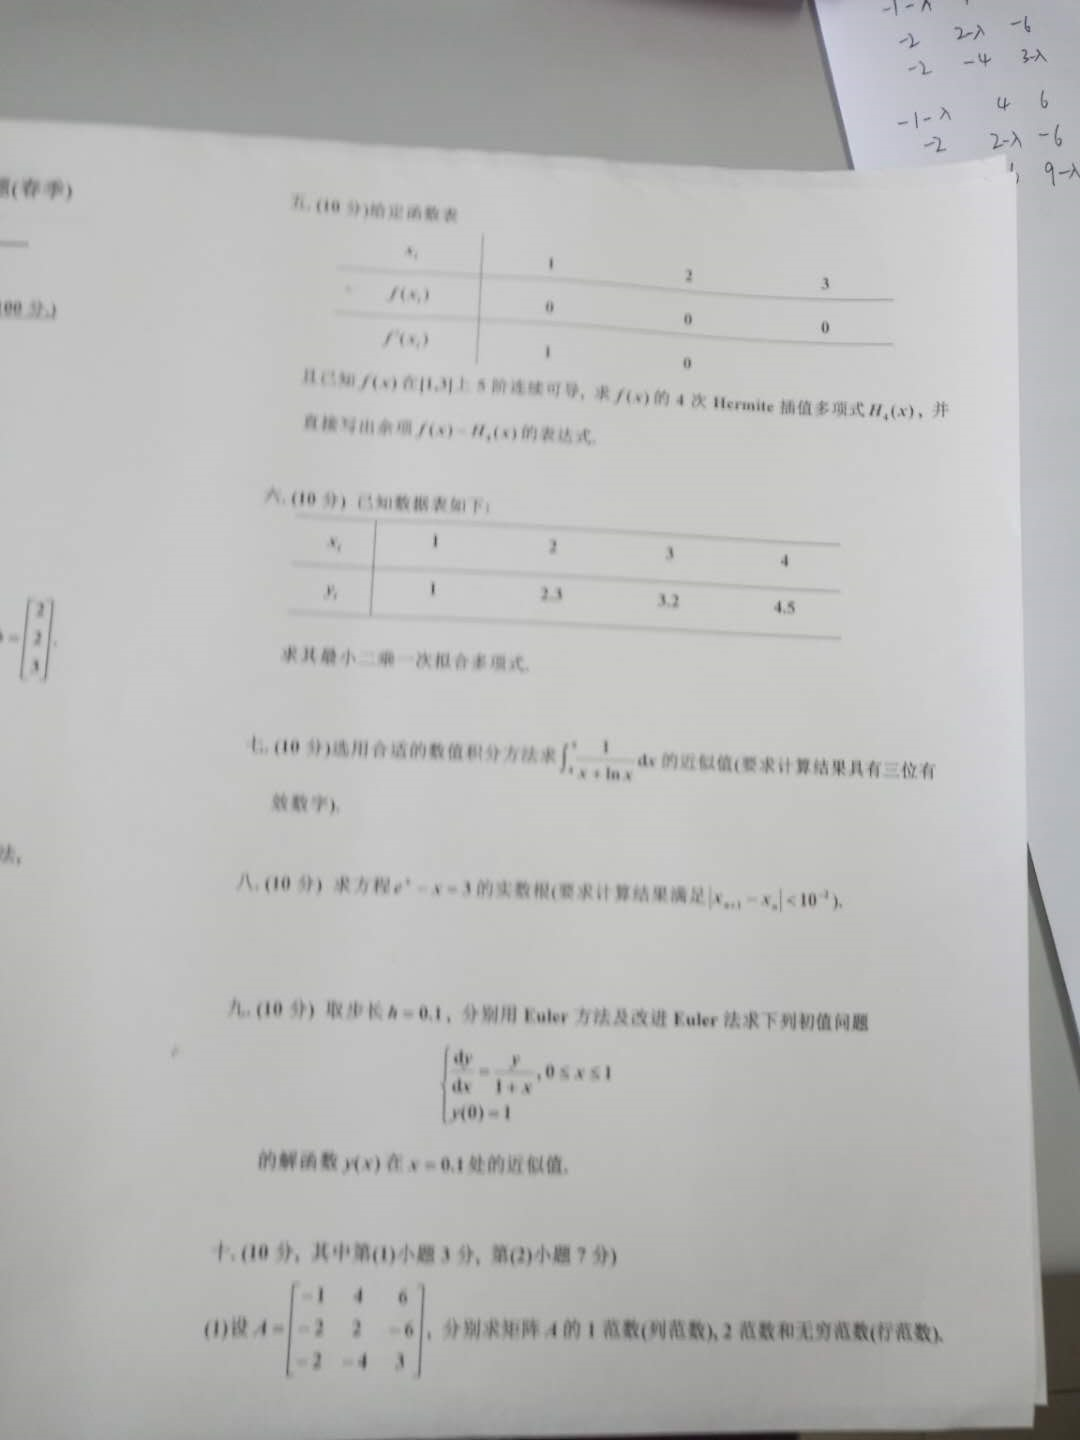 -1-λ
-2 2-λ -6
-2 -4 3-λ
-1-λ 4 6
-2 2-λ -6
9-λ
题(春季)
100 分.)
= [2 2 3].
法,
五. (10 分)给定函数表
x_i 1 2 3
f(x_i) 0 0 0
f'(x_i) 1 0
且已知 f(x) 在[1,3]上 5 阶连续可导, 求 f(x) 的 4 次 Hermite 插值多项式 H₄(x), 并
直接写出余项 f(x) - H₄(x) 的表达式.
六. (10 分) 已知数据表如下:
x_i 1 2 3 4
y_i 1 2.3 3.2 4.5
求其最小二乘一次拟合多项式.
七. (10 分)选用合适的数值积分方法求 ∫ 1/(x + ln x) dx 的近似值(要求计算结果具有三位有
效数字).
八. (10 分) 求方程 e^x - x = 3 的实数根(要求计算结果满足 |x_{n+1} - x_n| < 10 ).
九. (10 分) 取步长 h = 0.1, 分别用 Euler 方法及改进 Euler 法求下列初值问题
dy/dx = y/(1 + x), 0 ≤ x ≤ 1
y(0) = 1
的解函数 y(x) 在 x = 0.1 处的近似值.
十. (10 分, 其中第(1)小题 3 分, 第(2)小题 7 分)
-1 4 6
(1)设 A = -2 2 -6 , 分别求矩阵 A 的 1 范数(列范数), 2 范数和无穷范数(行范数).
-2 -4 3